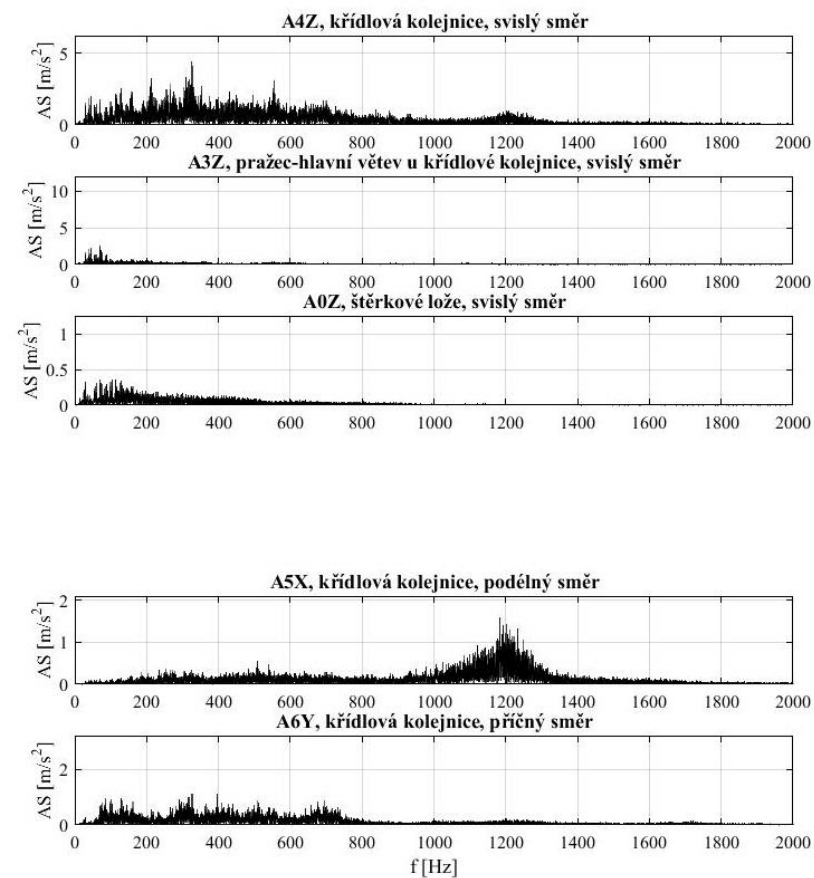 A4Z, křídlová kolejnice, svislý směr
AS [m/s²]
5
0
0 200 400 600 800 1000 1200 1400 1600 1800 2000
A3Z, pražec-hlavní větev u křídlové kolejnice, svislý směr
AS [m/s²]
10
5
0
0 200 400 600 800 1000 1200 1400 1600 1800 2000
A0Z, štěrkové lože, svislý směr
AS [m/s²]
1
0.5
0
0 200 400 600 800 1000 1200 1400 1600 1800 2000
A5X, křídlová kolejnice, podélný směr
AS [m/s²]
2
1
0
0 200 400 600 800 1000 1200 1400 1600 1800 2000
A6Y, křídlová kolejnice, příčný směr
AS [m/s²]
2
0
0 200 400 600 800 1000 1200 1400 1600 1800 2000
f [Hz]